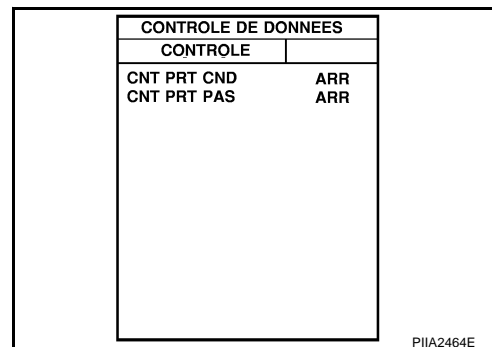 CONTROLE DE DONNEES
CONTROLE
CNT PRT CND ARR
CNT PRT PAS ARR
PIIA2464E